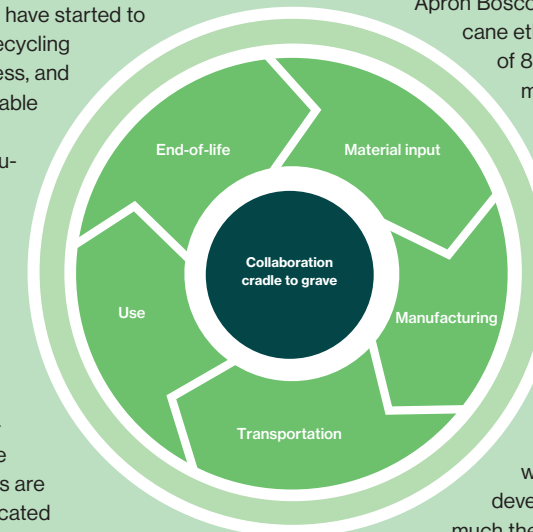 have started to
ecycling
ess, and
able
u-
Apron Bosco
cane et
of 8
m
End-of-life
Material input
Collaboration
cradle to grave
Use
Manufacturing
Transportation
e
s are
cated
w
deve
much the